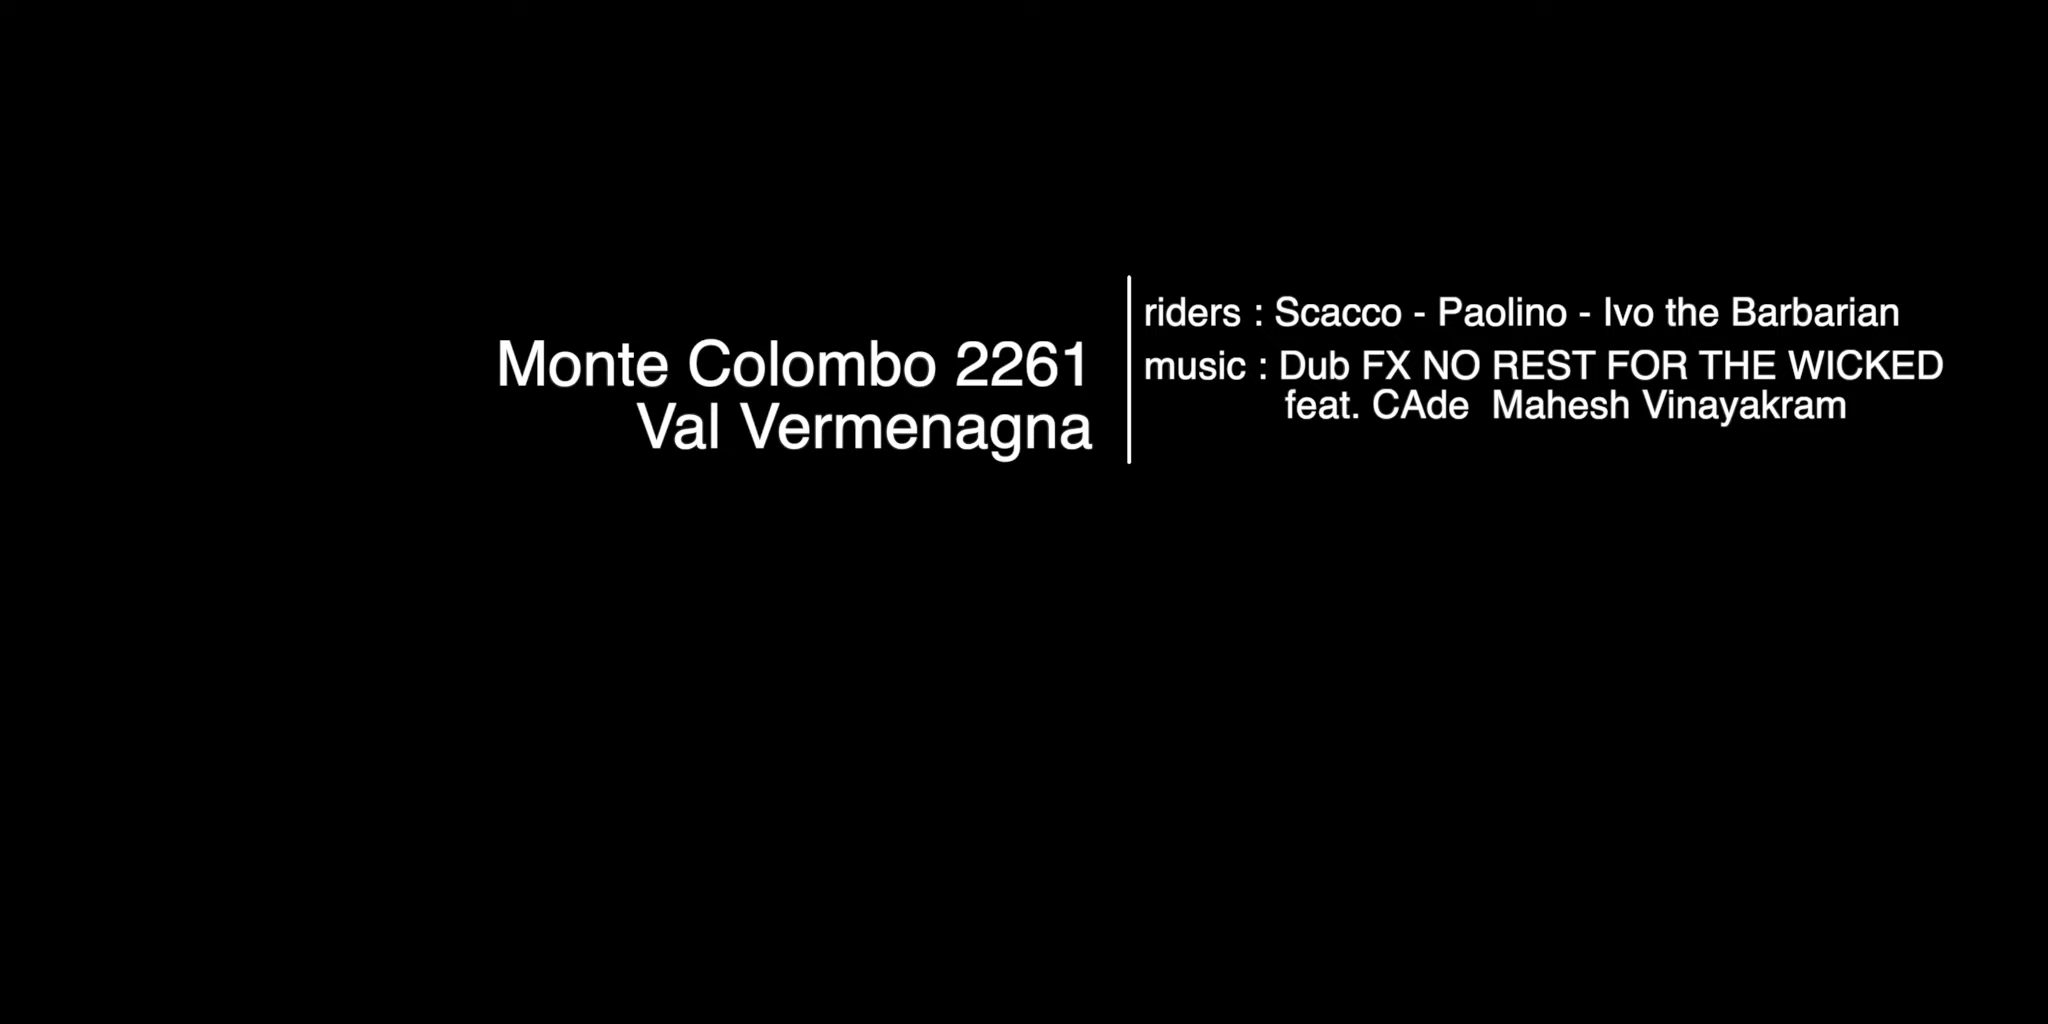 Monte Colombo 2261
Val Vermenagna
riders : Scacco - Paolino - Ivo the Barbarian
music : Dub FX NO REST FOR THE WICKED
feat. CAde  Mahesh Vinayakram